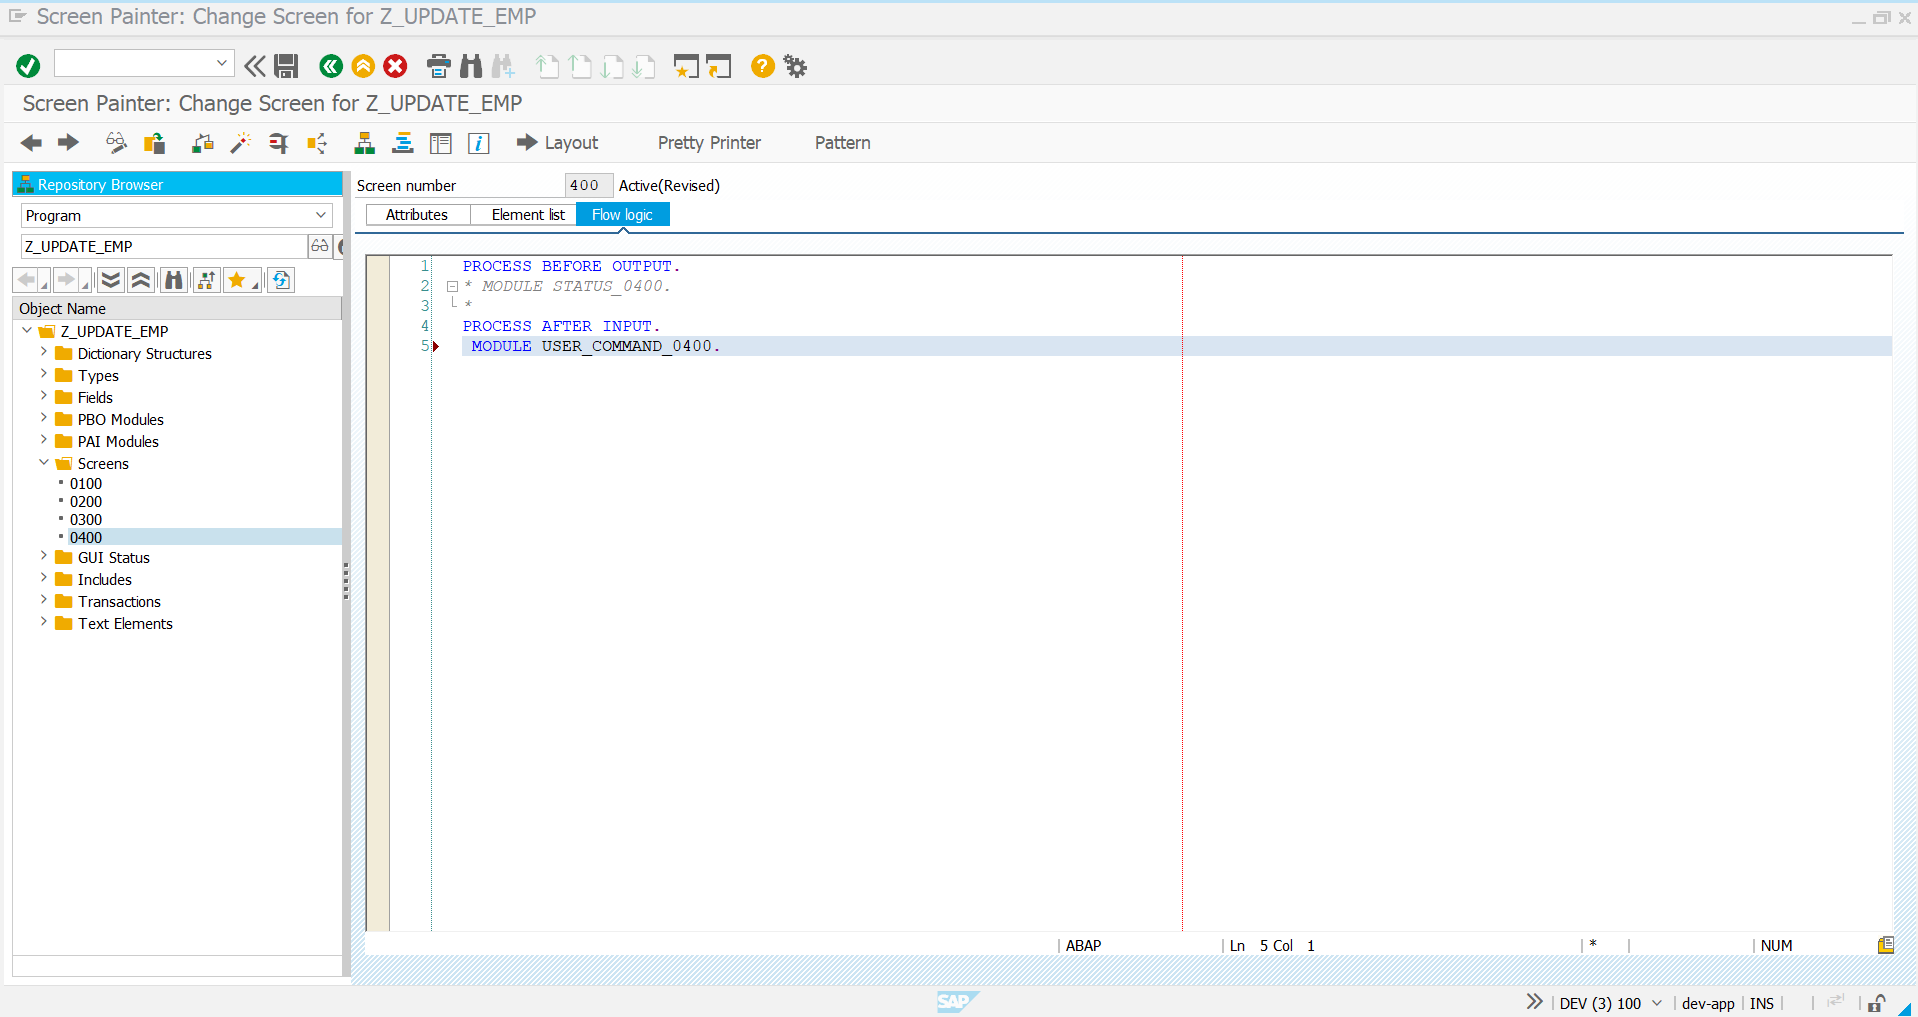 Screen Painter: Change Screen for Z_UPDATE_EMP
Screen Painter: Change Screen for Z_UPDATE_EMP
Layout Pretty Printer Pattern
Repository Browser
Program
Z_UPDATE_EMP
Object Name
Z_UPDATE_EMP
Dictionary Structures
Types
Fields
PBO Modules
PAI Modules
Screens
0100
0200
0300
0400
GUI Status
Includes
Transactions
Text Elements
Screen number 400 Active(Revised)
Attributes Element list Flow logic
1 PROCESS BEFORE OUTPUT.
2 * MODULE STATUS_0400.
3 *
4 PROCESS AFTER INPUT.
5 MODULE USER_COMMAND_0400.
ABAP Ln 5 Col 1 * NUM
SAP DEV (3) 100 dev-app INS